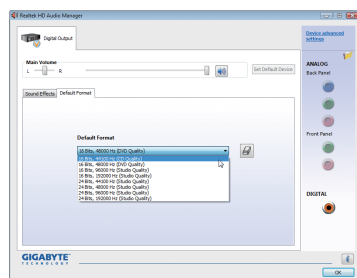 Realtek HD Audio Manager
Digital Output
Device advanced settings
Main Volume
L
R
Set Default Device
ANALOG
Back Panel
Sound Effects
Default Format
Front Panel
Default Format
16 Bits, 48000 Hz (DVD Quality)
16 Bits, 44100 Hz (CD Quality)
16 Bits, 48000 Hz (DVD Quality)
16 Bits, 96000 Hz (Studio Quality)
16 Bits, 192000 Hz (Studio Quality)
24 Bits, 44100 Hz (Studio Quality)
24 Bits, 48000 Hz (Studio Quality)
24 Bits, 96000 Hz (Studio Quality)
24 Bits, 192000 Hz (Studio Quality)
DIGITAL
GIGABYTE
TECHNOLOGY
i
OK